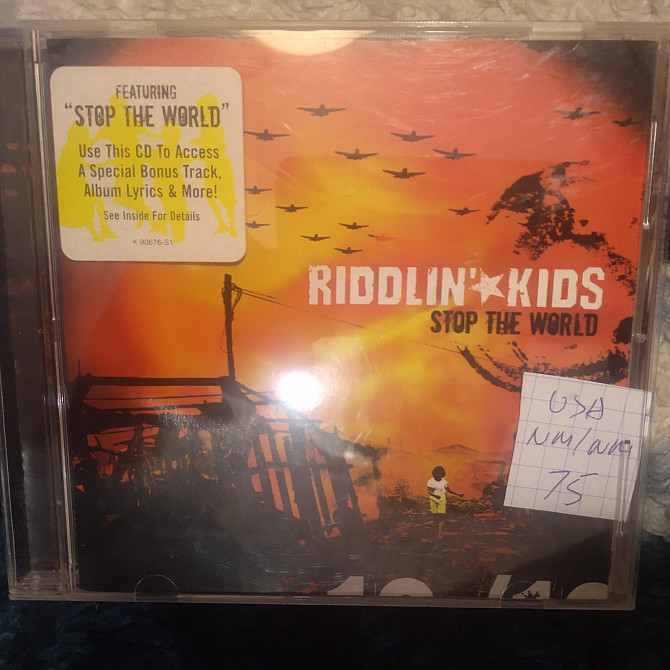 FEATURING
"STOP THE WORLD"
Use This CD To Access
A Special Bonus Track,
Album Lyrics & More!
See Inside For Details
K 90676-S1
RIDDLIN'★KIDS
STOP THE WORLD
USA
NM/NM
75